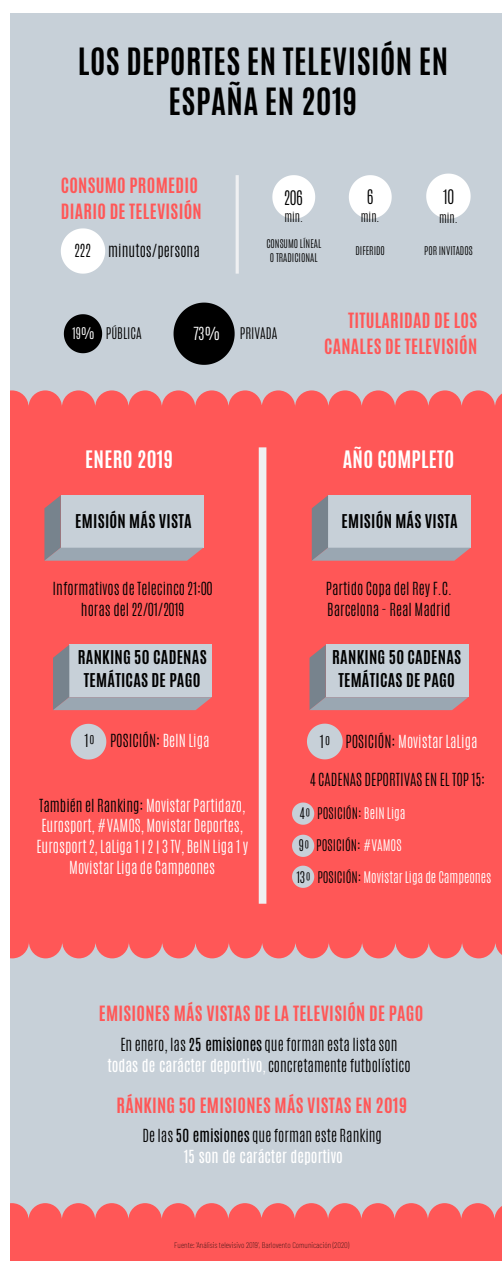 LOS DEPORTES EN TELEVISIÓN EN
ESPAÑA EN 2019
CONSUMO PROMEDIO
DIARIO DE TELEVISIÓN
222 minutos/persona
206
min.
CONSUMO LÍNEAL
O TRADICIONAL
6
min.
DIFERIDO
10
min.
POR INVITADOS
19% PÚBLICA
73% PRIVADA
TITULARIDAD DE LOS
CANALES DE TELEVISIÓN
ENERO 2019
EMISIÓN MÁS VISTA
Informativos de Telecinco 21:00
horas del 22/01/2019
RANKING 50 CADENAS
TEMÁTICAS DE PAGO
1º POSICIÓN: BeIN Liga
También el Ranking: Movistar Partidazo,
Eurosport, #VAMOS, Movistar Deportes,
Eurosport 2, LaLiga 1 | 2 | 3 TV, BeIN Liga 1 y
Movistar Liga de Campeones
AÑO COMPLETO
EMISIÓN MÁS VISTA
Partido Copa del Rey F.C.
Barcelona - Real Madrid
RANKING 50 CADENAS
TEMÁTICAS DE PAGO
1º POSICIÓN: Movistar LaLiga
4 CADENAS DEPORTIVAS EN EL TOP 15:
4º POSICIÓN: BeIN Liga
9º POSICIÓN: #VAMOS
13º POSICIÓN: Movistar Liga de Campeones
EMISIONES MÁS VISTAS DE LA TELEVISIÓN DE PAGO
En enero, las 25 emisiones que forman esta lista son
todas de carácter deportivo, concretamente futbolístico
RÁNKING 50 EMISIONES MÁS VISTAS EN 2019
De las 50 emisiones que forman este Ranking
15 son de carácter deportivo
Fuente: 'Análisis televisivo 2019'. Barlovento Comunicación (2020)